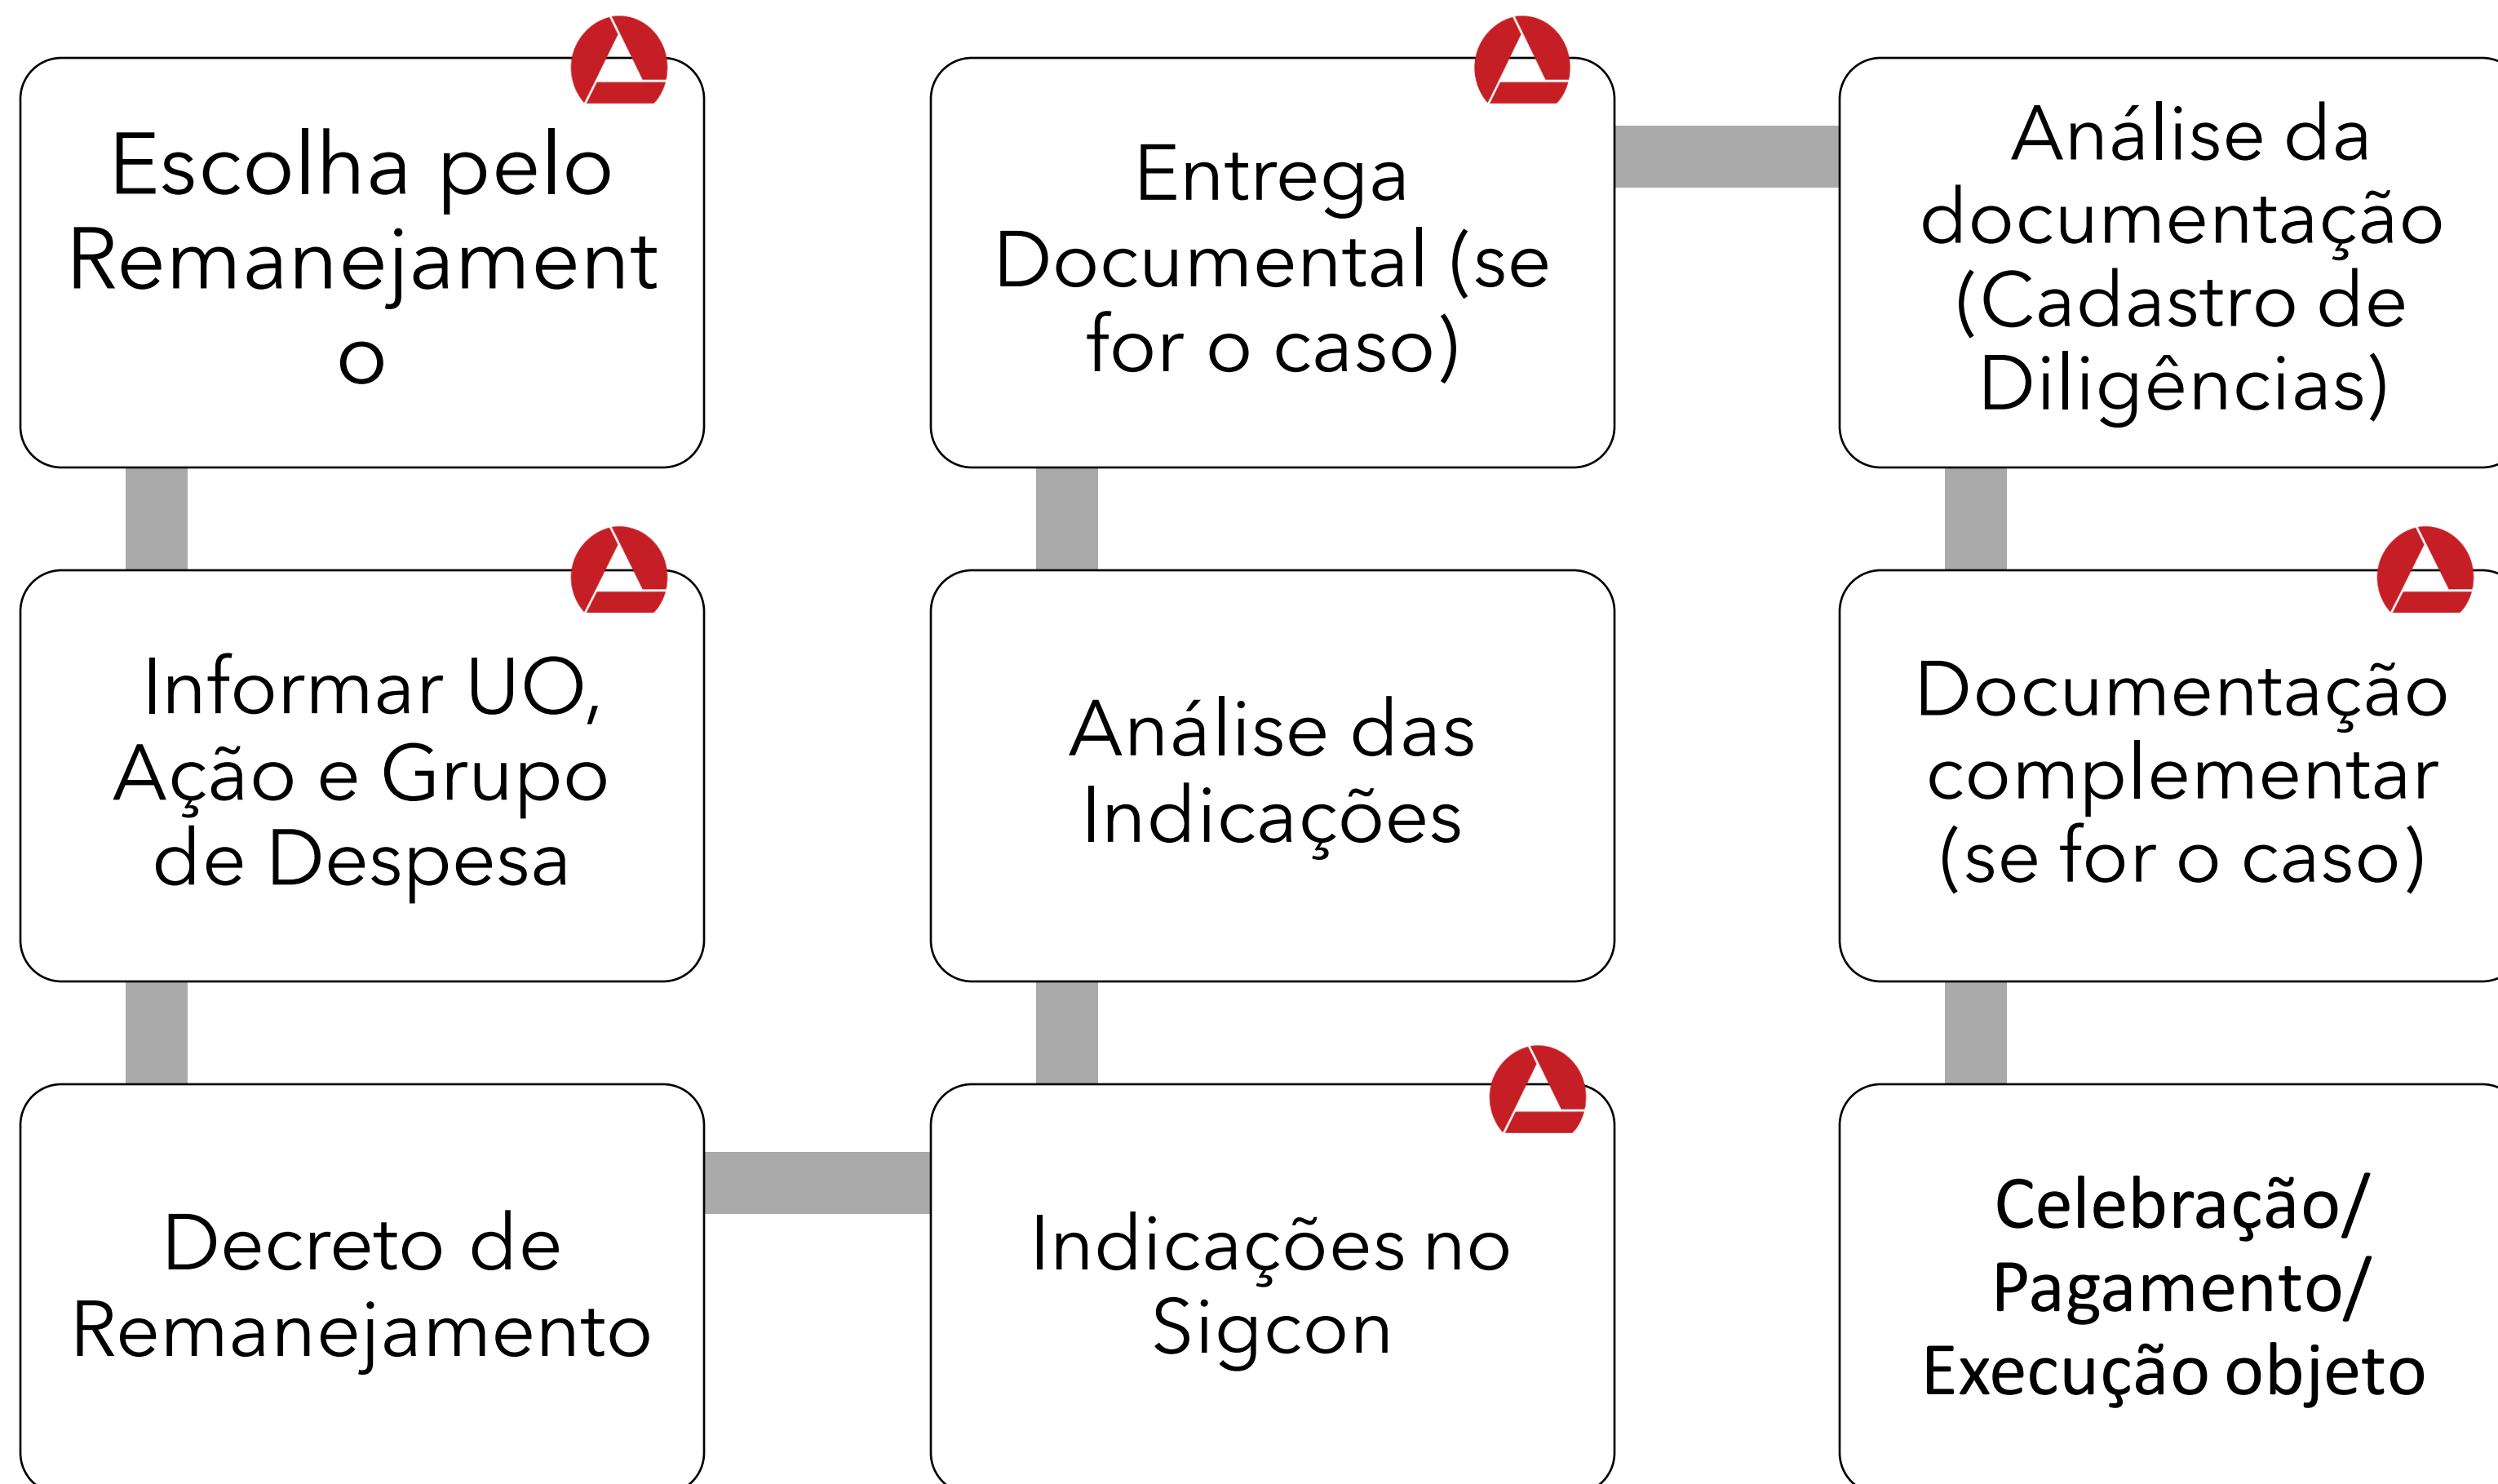 Escolha pelo
Remanejament
o
Informar UO,
Ação e Grupo
de Despesa
Decreto de
Remanejamento
Indicações no
Sigcon
Análise das
Indicações
Entrega
Documental (se
for o caso)
Análise da
documentação
(Cadastro de
Diligências)
Documentação
complementar
(se for o caso)
Celebração/
Pagamento/
Execução objeto